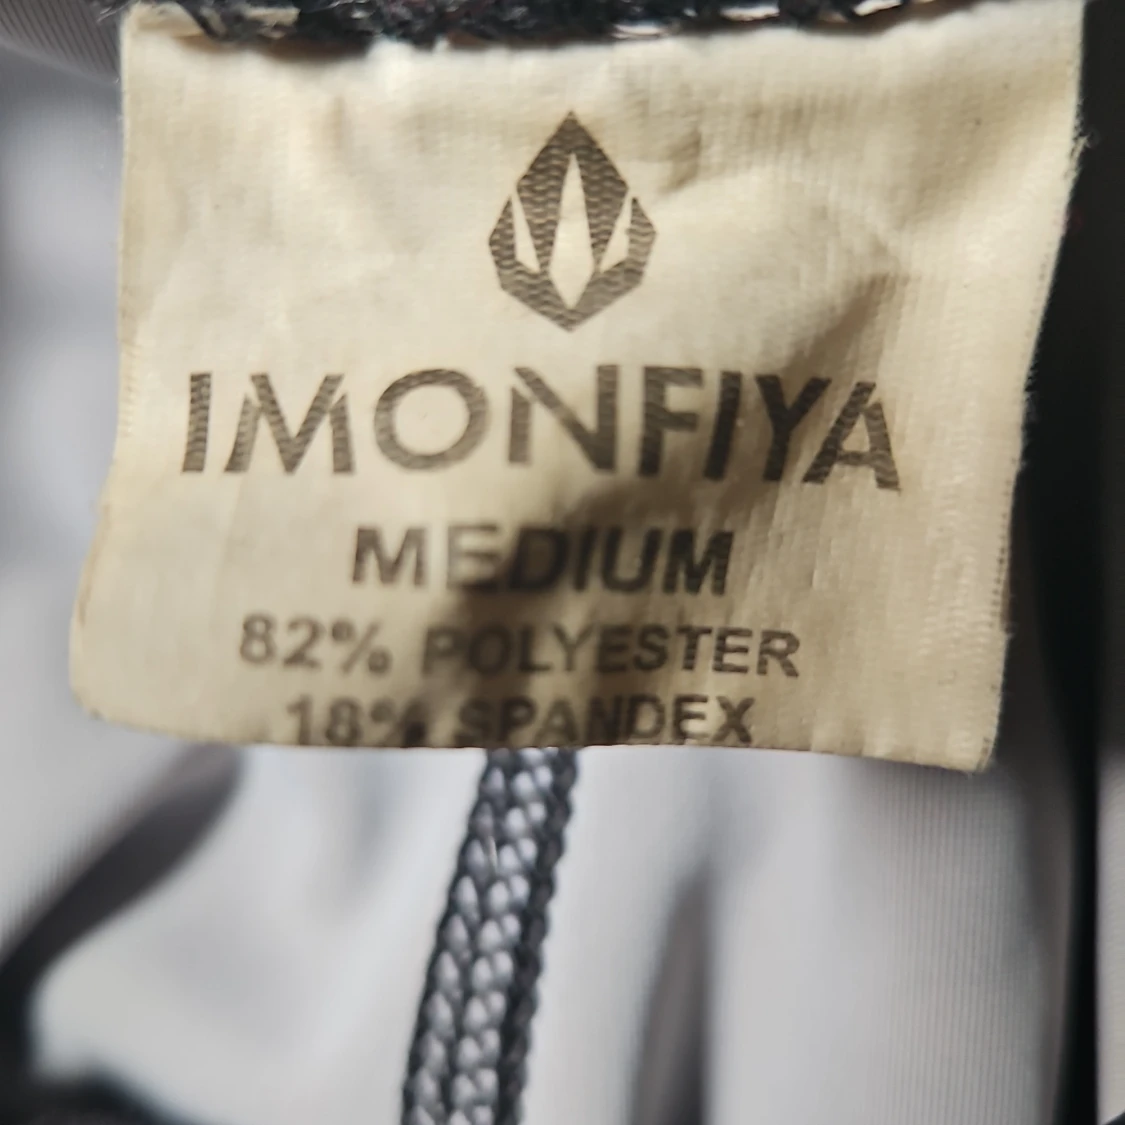 IMONFIYA
MEDIUM
82% POLYESTER
18% SPANDEX